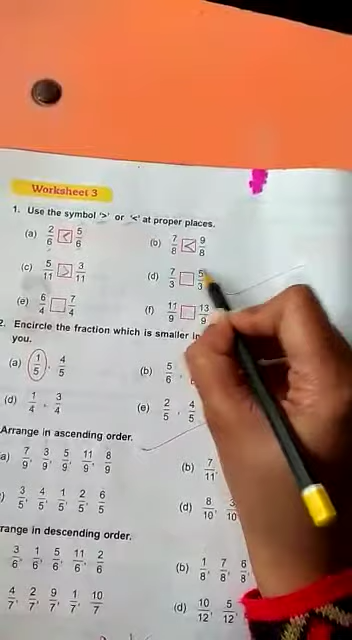 Worksheet 3
1. Use the symbol '>' or '<' at proper places.
(a) 2/6 < 5/6 (b) 7/8 < 9/8
(c) 5/11 > 3/11 (d) 7/3 □ 5/3
(e) 6/4 □ 7/4 (f) 11/9 □ 13/9
2. Encircle the fraction which is smaller in
you.
(a) 1/5, 4/5 (b) 5/6,
(d) 1/4, 3/4 (e) 2/5, 4/5
Arrange in ascending order.
a) 7/9, 3/9, 5/9, 11/9, 8/9 (b) 7/11,
) 3/5, 4/5, 1/5, 2/5, 6/5 (d) 8/10, 3/10,
range in descending order.
3/6, 1/6, 5/6, 11/6, 2/6 (b) 1/8, 7/8, 6/8,
4/7, 2/7, 9/7, 1/7, 10/7 (d) 10/12, 5/12,